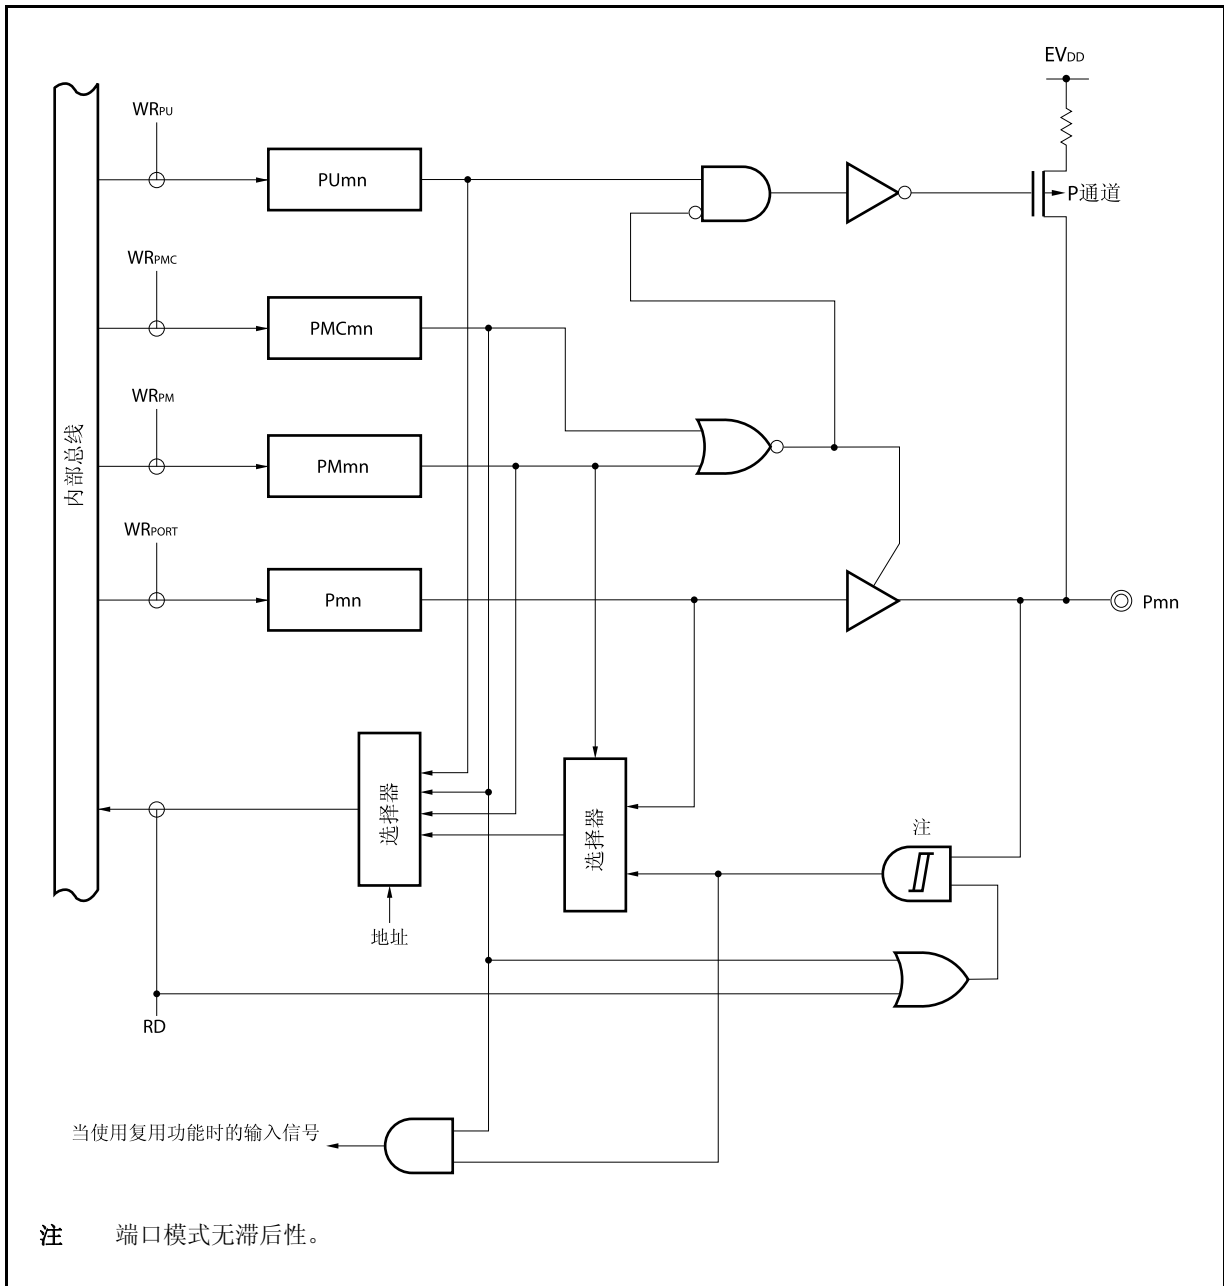 EVDD
WRPU
PUmn
P通道
WRPMC
PMCmn
WRPM
PMmn
内部总线
WRPORT
Pmn
Pmn
选择器
选择器
注
地址
RD
当使用复用功能时的输入信号
注 端口模式无滞后性。